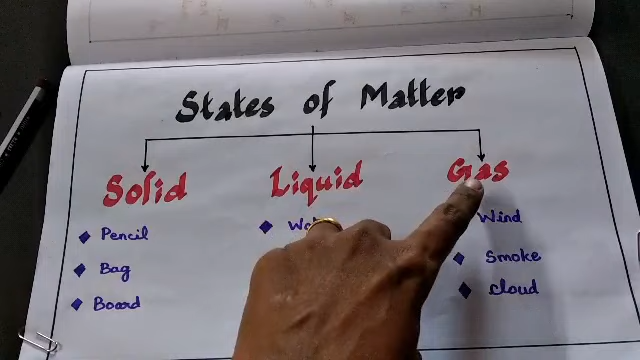 States of Matter
Solid
Liquid
Gas
Pencil
Bag
Board
Wind
Smoke
cloud